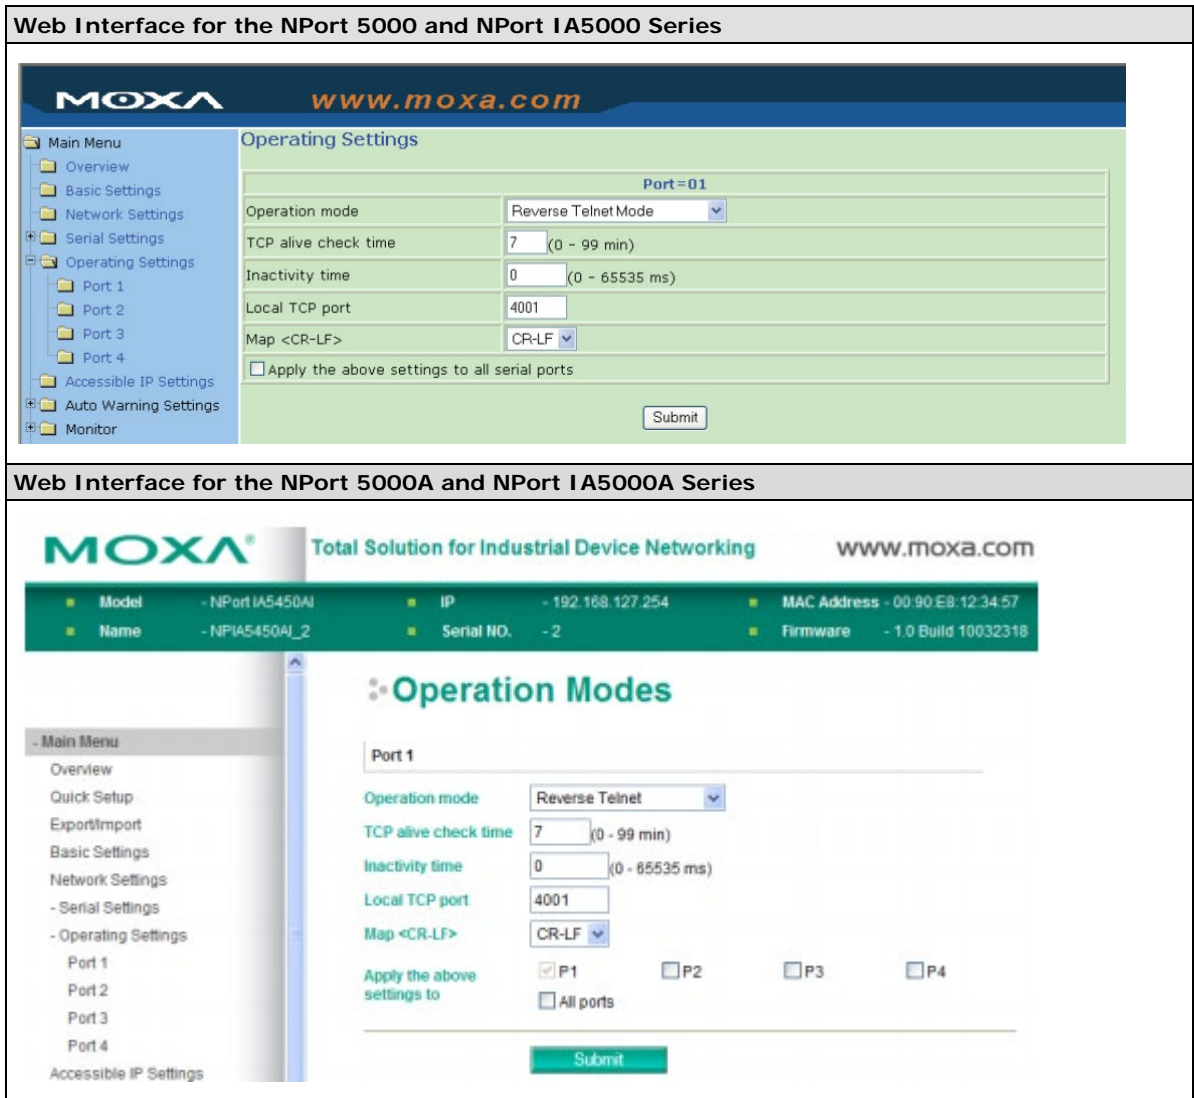 Web Interface for the NPort 5000 and NPort IA5000 Series
MOXA www.moxa.com
Main Menu
Overview
Basic Settings
Network Settings
Serial Settings
Operating Settings
Port 1
Port 2
Port 3
Port 4
Accessible IP Settings
Auto Warning Settings
Monitor
Operating Settings
Port=01
Operation mode Reverse Telnet Mode
TCP alive check time 7 (0 - 99 min)
Inactivity time 0 (0 - 65535 ms)
Local TCP port 4001
Map <CR-LF> CR-LF
Apply the above settings to all serial ports
Submit
Web Interface for the NPort 5000A and NPort IA5000A Series
MOXA® Total Solution for Industrial Device Networking www.moxa.com
Model - NPort IA5450AI IP - 192.168.127.254 MAC Address - 00:90:E8:12:34:57
Name - NPIA5450AI_2 Serial NO. - 2 Firmware - 1.0 Build 10032318
- Main Menu
Overview
Quick Setup
Export/Import
Basic Settings
Network Settings
- Serial Settings
- Operating Settings
Port 1
Port 2
Port 3
Port 4
Accessible IP Settings
Operation Modes
Port 1
Operation mode Reverse Telnet
TCP alive check time 7 (0 - 99 min)
Inactivity time 0 (0 - 65535 ms)
Local TCP port 4001
Map <CR-LF> CR-LF
Apply the above settings to P1 P2 P3 P4
All ports
Submit